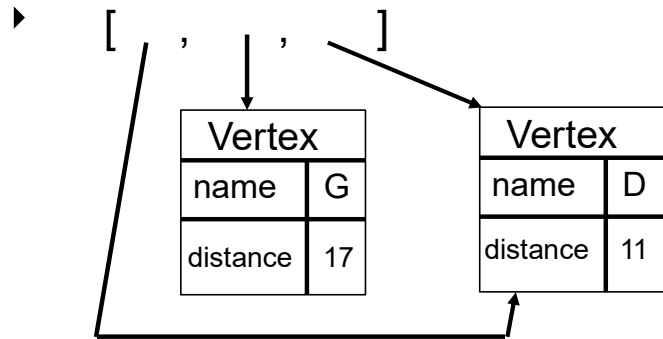 [ , , ]
Vertex
name G
distance 17
Vertex
name D
distance 11